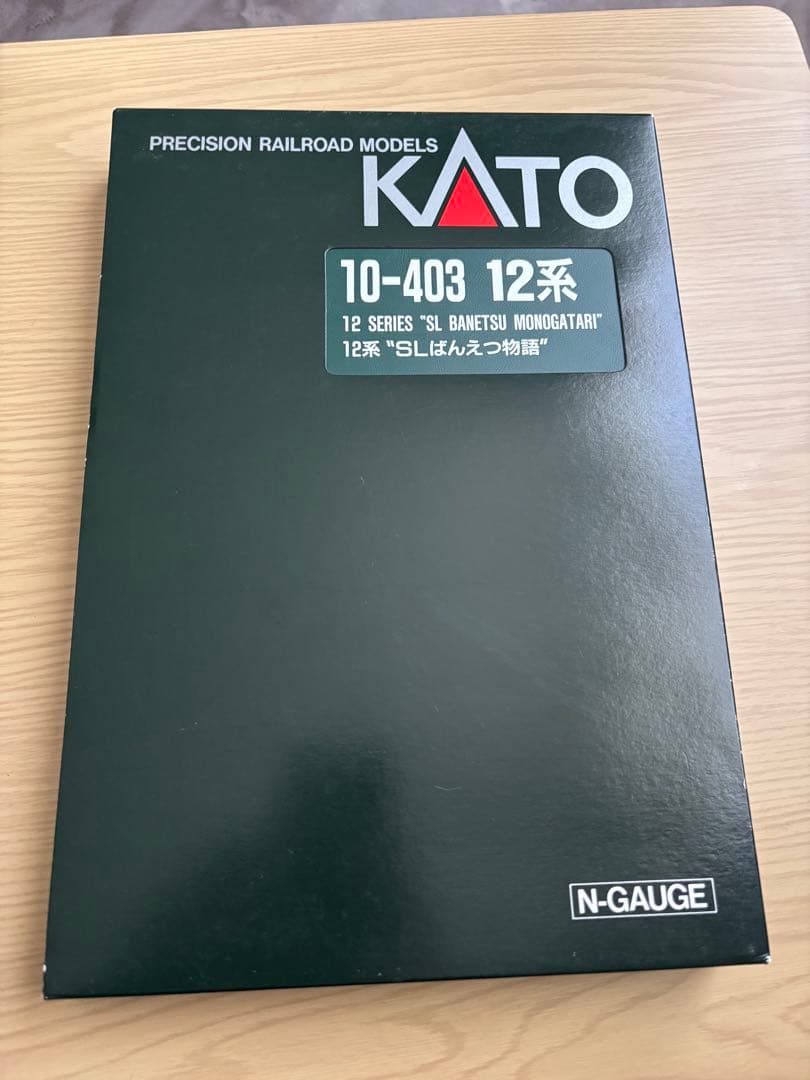 PRECISION RAILROAD MODELS
KATO
10-403 12系
12 SERIES "SL BANETSU MONOGATARI"
12系 "SLばんえつ物語"
N-GAUGE